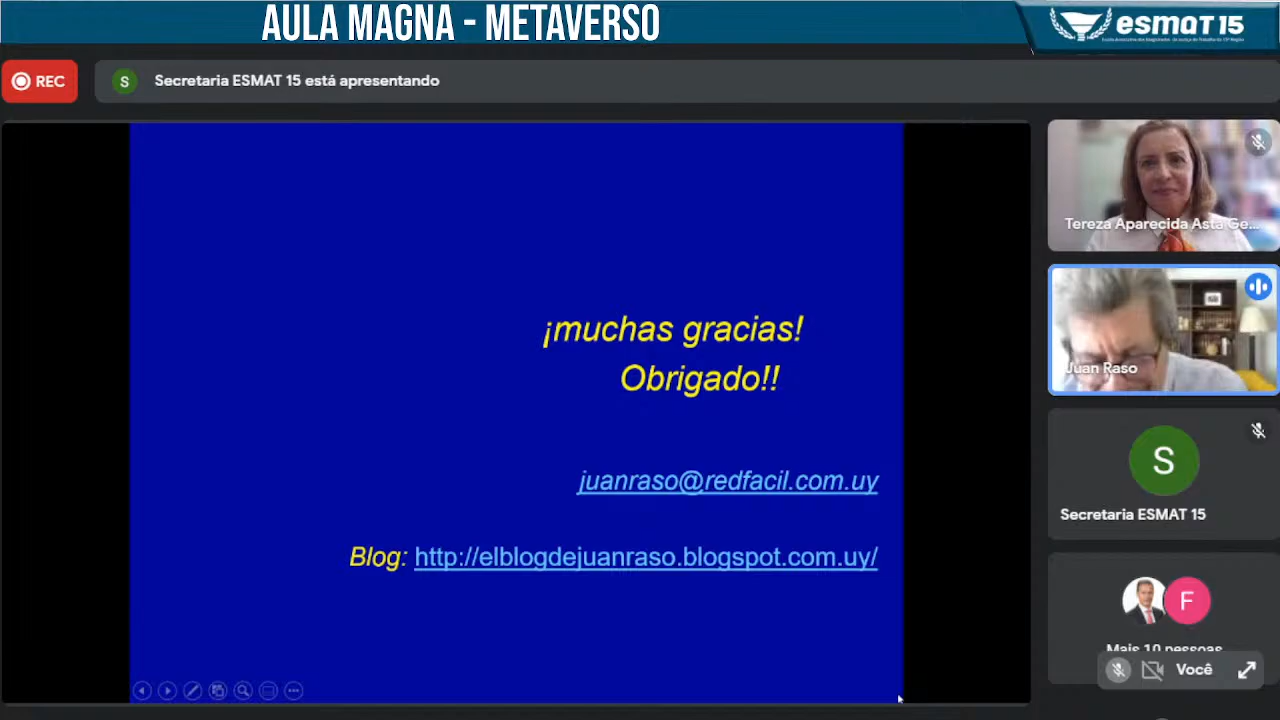 AULA MAGNA - METAVERSO
esmat 15
REC
S
Secretaria ESMAT 15 está apresentando
Tereza Aparecida Asta Ge...
¡muchas gracias!
Obrigado!!
Juan Raso
juanraso@redfacil.com.uy
S
Secretaria ESMAT 15
Blog: http://elblogdejuanraso.blogspot.com.uy/
F
Mais 10 pessoas
Você